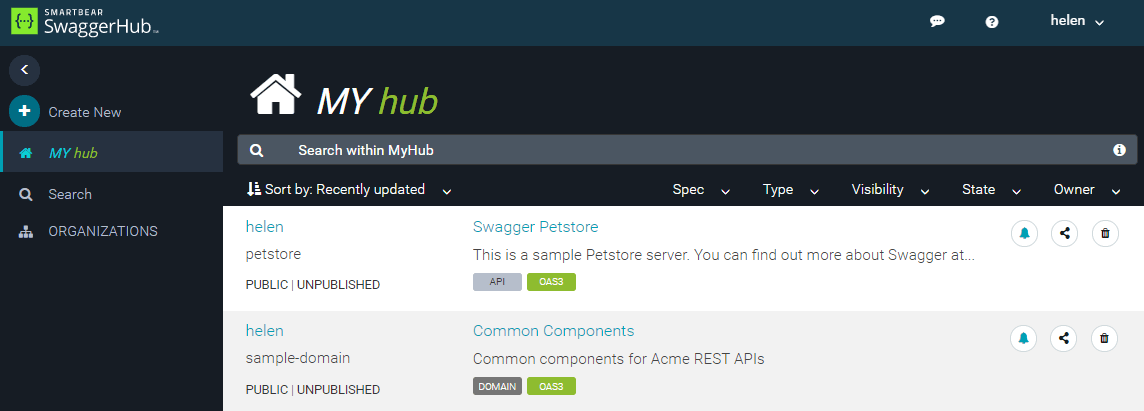 SMARTBEAR
SwaggerHub
helen
Create New
MY hub
Search
ORGANIZATIONS
MY hub
Search within MyHub
Sort by: Recently updated
Spec
Type
Visibility
State
Owner
helen
petstore
PUBLIC | UNPUBLISHED
Swagger Petstore
This is a sample Petstore server. You can find out more about Swagger at...
API OAS3
helen
sample-domain
PUBLIC | UNPUBLISHED
Common Components
Common components for Acme REST APIs
DOMAIN OAS3